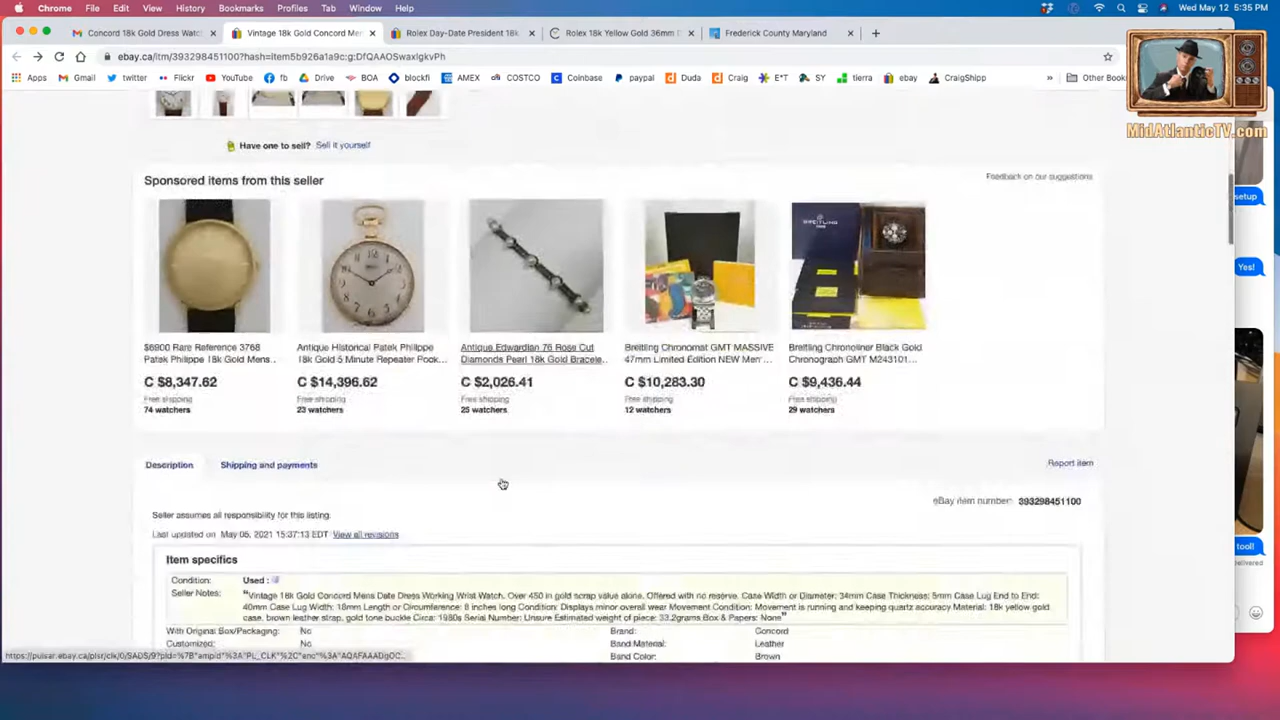 Chrome File Edit View History Bookmarks Profiles Tab Window Help Wed May 12 5:35 PM
Concord 18k Gold Dress Watc × Vintage 18k Gold Concord Me × Rolex Day-Date President 18k × Rolex 18k Yellow Gold 36mm D × Frederick County Maryland × +
ebay.ca/itm/393298451100?hash=item5b926a1a9c:g:DfQAAOSwaxlgkvPh
Apps Gmail twitter Flickr YouTube fb Drive BOA blockfi AMEX COSTCO Coinbase paypal Duda Craig E*T SY tierra ebay CraigShipp » Other Book
MidAtlanticTV.com
Have one to sell? Sell it yourself
Sponsored items from this seller
Feedback on our suggestions
setup
Yes!
BREITLING
$6900 Rare Reference 3768 Antique Historical Patek Philippe Antique Edwardian 76 Rose Cut Breitling Chronomat GMT MASSIVE Breitling Chronoliner Black Gold
Patek Philippe 18k Gold Mens... 18k Gold 5 Minute Repeater Pock... Diamonds Pearl 18k Gold Bracele... 47mm Limited Edition NEW Men'... Chronograph GMT M243101...
C $8,347.62 C $14,396.62 C $2,026.41 C $10,283.30 C $9,436.44
Free shipping Free shipping Free shipping Free shipping Free shipping
74 watchers 23 watchers 25 watchers 12 watchers 29 watchers
Description Shipping and payments
Report item
eBay item number: 393298451100
Seller assumes all responsibility for this listing.
Last updated on May 05, 2021 15:37:13 EDT View all revisions
tool!
Delivered
Item specifics
Condition: Used :
Seller Notes: "Vintage 18k Gold Concord Mens Date Dress Working Wrist Watch. Over 450 in gold scrap value alone. Offered with no reserve. Case Width or Diameter: 34mm Case Thickness: 5mm Case Lug End to End:
40mm Case Lug Width: 18mm Length or Circumference: 8 inches long Condition: Displays minor overall wear Movement Condition: Movement is running and keeping quartz accuracy Material: 18k yellow gold
case, brown leather strap, gold tone buckle Circa: 1980s Serial Number: Unsure Estimated weight of piece: 33.2grams Box & Papers: None"
With Original Box/Packaging: No Brand: Concord
Customized: No Band Material: Leather
Band Color: Brown